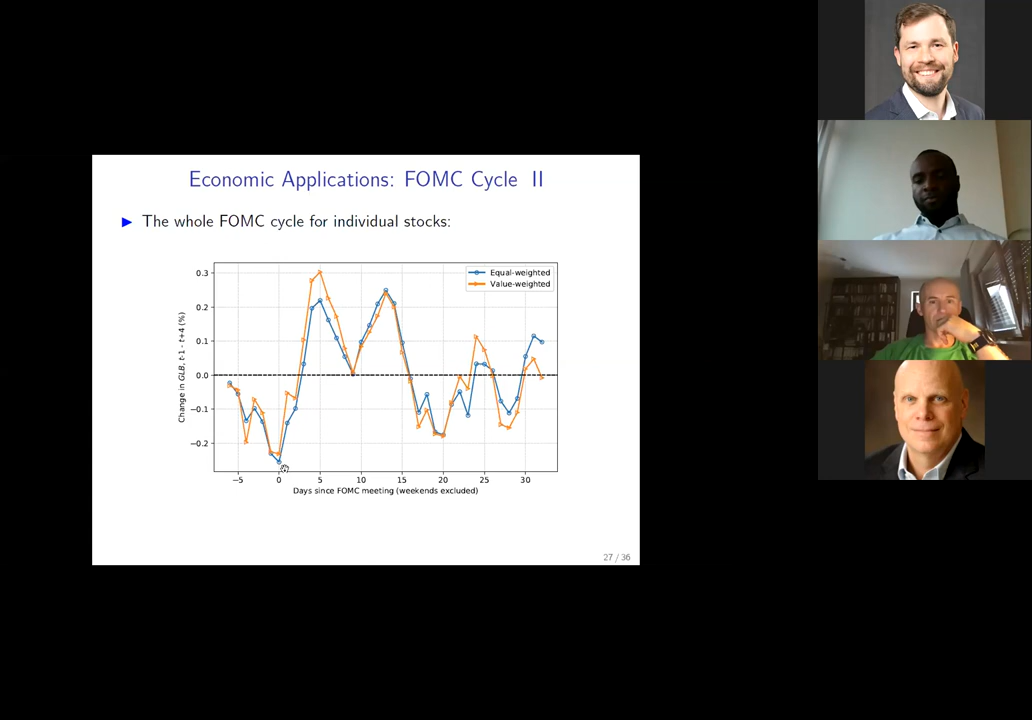 Economic Applications: FOMC Cycle II
▶ The whole FOMC cycle for individual stocks:
Equal-weighted
Value-weighted
Change in GLB, t-1 - t+4 (%)
0.3
0.2
0.1
0.0
−0.1
−0.2
−5 0 5 10 15 20 25 30
Days since FOMC meeting (weekends excluded)
27 / 36